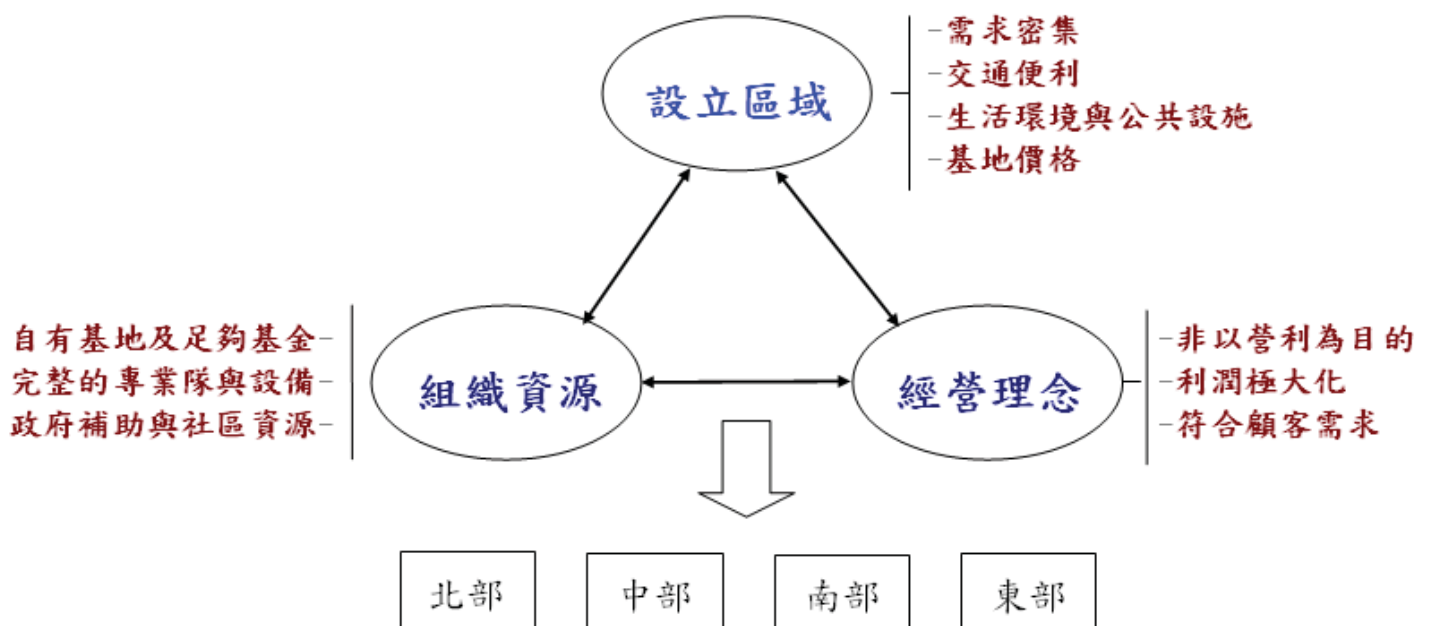 設立區域
-需求密集
-交通便利
-生活環境與公共設施
-基地價格
組織資源
自有基地及足夠基金-
完整的專業隊與設備-
政府補助與社區資源-
經營理念
-非以營利為目的
-利潤極大化
-符合顧客需求
北部
中部
南部
東部